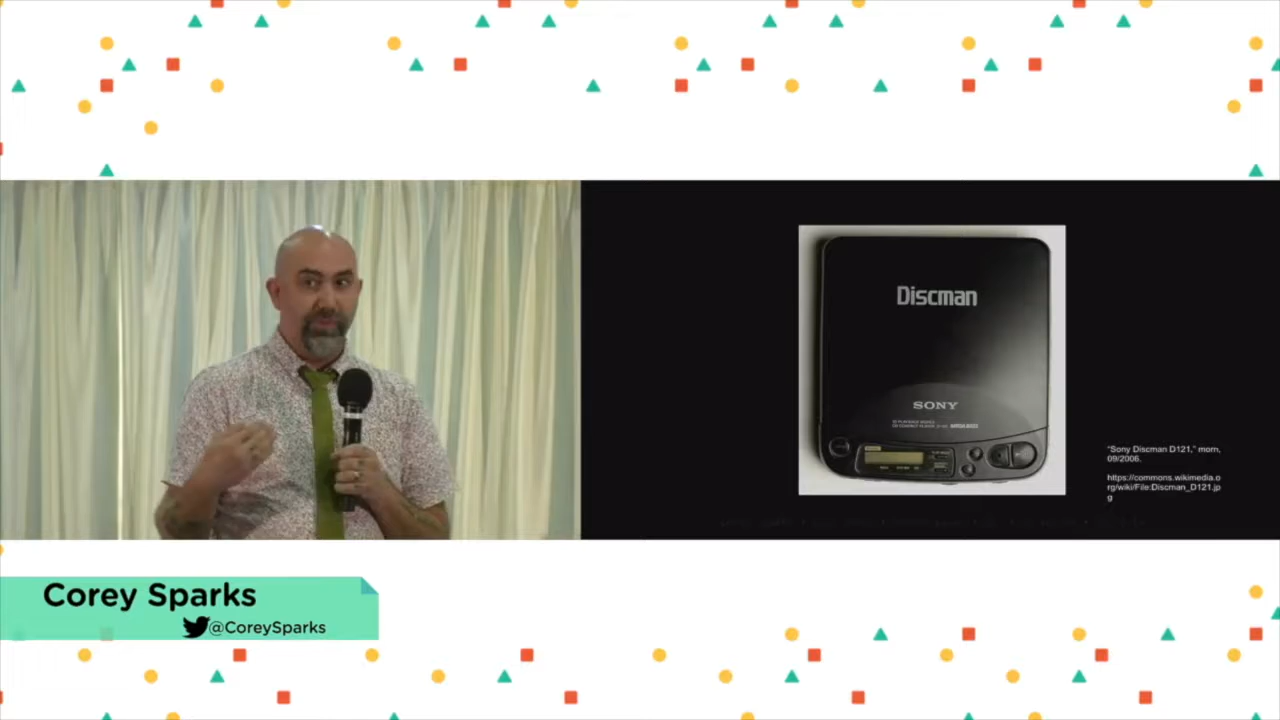 Discman
SONY
"Sony Discman D121," morn,
09/2006.
https://commons.wikimedia.o
rg/wiki/File:Discman_D121.jp
g
Corey Sparks
@CoreySparks